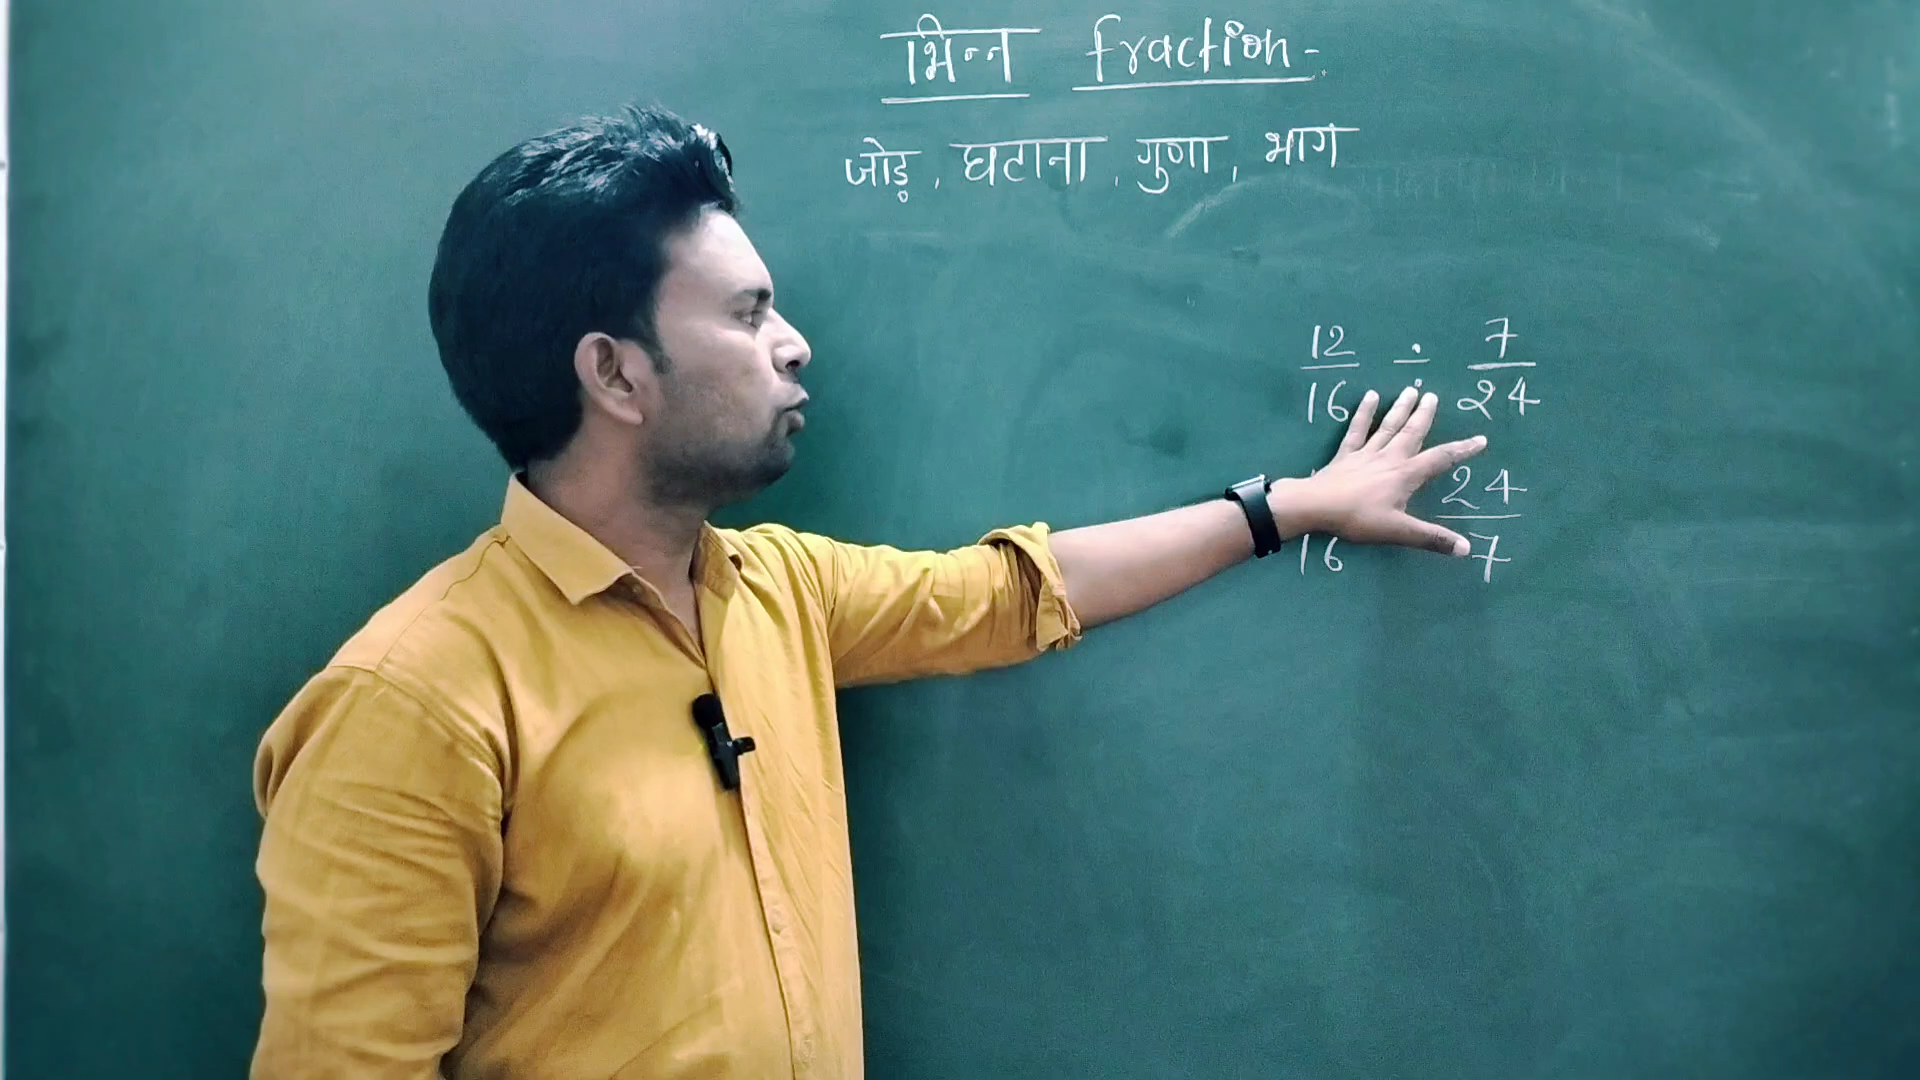 भिन्न fraction-
जोड़, घटाना, गुणा, भाग
12/16 ÷ 7/24
16 24/7